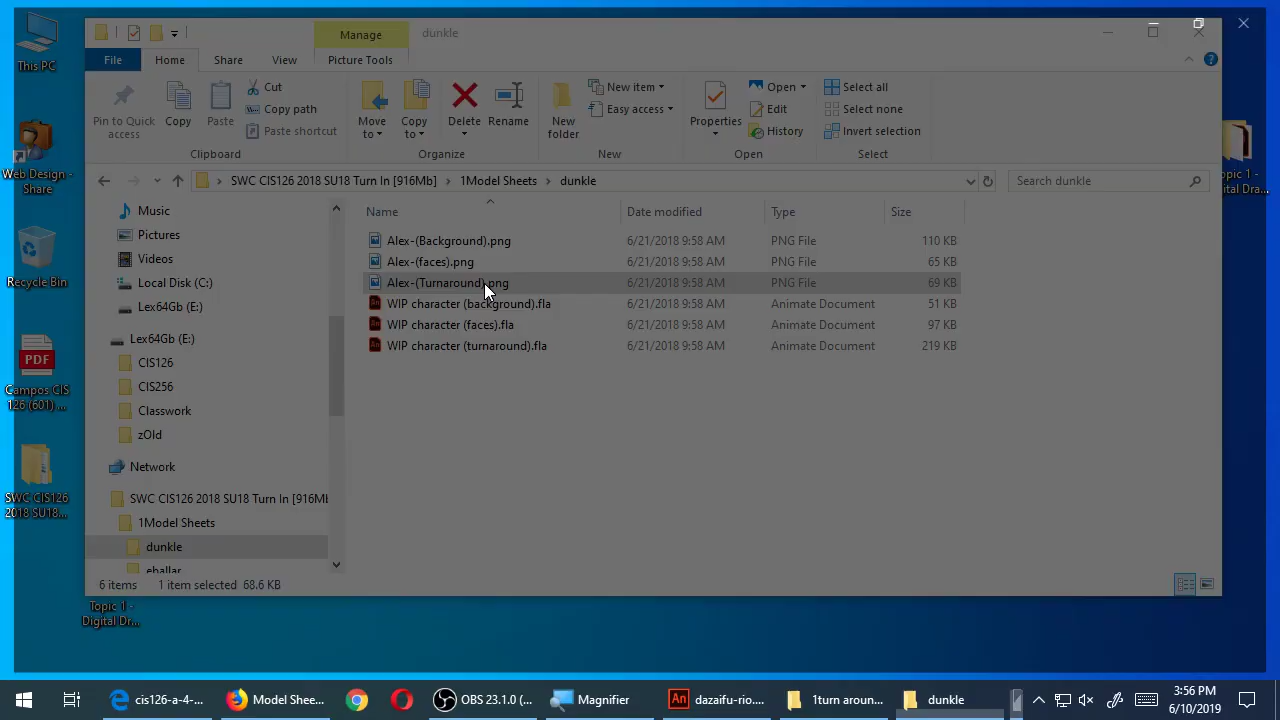 This PC
Web Design -
Share
Recycle Bin
PDF
Campos CIS
126 (601) ...
SWC CIS126
2018 SU18...
Topic 1 -
Digital Dr...
opic 1 -
ital Dra...
Manage
dunkle
File
Home
Share
View
Picture Tools
Pin to Quick
access
Copy
Paste
Cut
Copy path
Paste shortcut
Clipboard
Move
to
Copy
to
Delete
Rename
Organize
New
folder
New item
Easy access
New
Properties
Open
Edit
History
Open
Select all
Select none
Invert selection
Select
SWC CIS126 2018 SU18 Turn In [916Mb]
1Model Sheets
dunkle
Search dunkle
Music
Pictures
Videos
Local Disk (C:)
Lex64Gb (E:)
Lex64Gb (E:)
CIS126
CIS256
Classwork
zOld
Network
SWC CIS126 2018 SU18 Turn In [916Mb
1Model Sheets
dunkle
eballar
Name Date modified Type Size
Alex-(Background).png 6/21/2018 9:58 AM PNG File 110 KB
Alex-(faces).png 6/21/2018 9:58 AM PNG File 65 KB
Alex-(Turnaround).png 6/21/2018 9:58 AM PNG File 69 KB
An WIP character (background).fla 6/21/2018 9:58 AM Animate Document 51 KB
An WIP character (faces).fla 6/21/2018 9:58 AM Animate Document 97 KB
An WIP character (turnaround).fla 6/21/2018 9:58 AM Animate Document 219 KB
6 items 1 item selected 68.6 KB
cis126-a-4-...
Model Shee...
OBS 23.1.0 (...
Magnifier
An dazaifu-rio....
1turn aroun...
dunkle
3:56 PM
6/10/2019